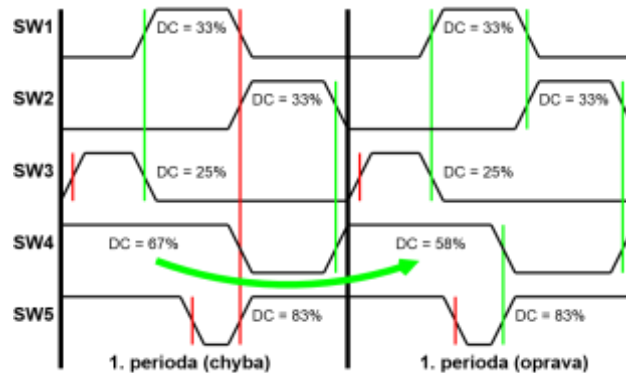 SW1 DC = 33% DC = 33%
SW2 DC = 33% DC = 33%
SW3 DC = 25% DC = 25%
SW4 DC = 67% DC = 58%
SW5 DC = 83% DC = 83%
1. perioda (chyba) 1. perioda (oprava)